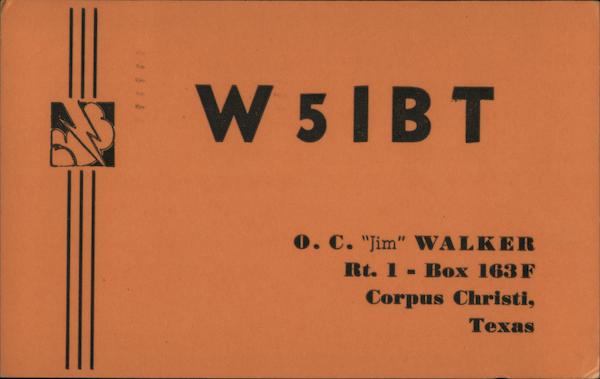 W5IBT
O. C. "Jim" WALKER
Rt. 1 - Box 163F
Corpus Christi,
Texas